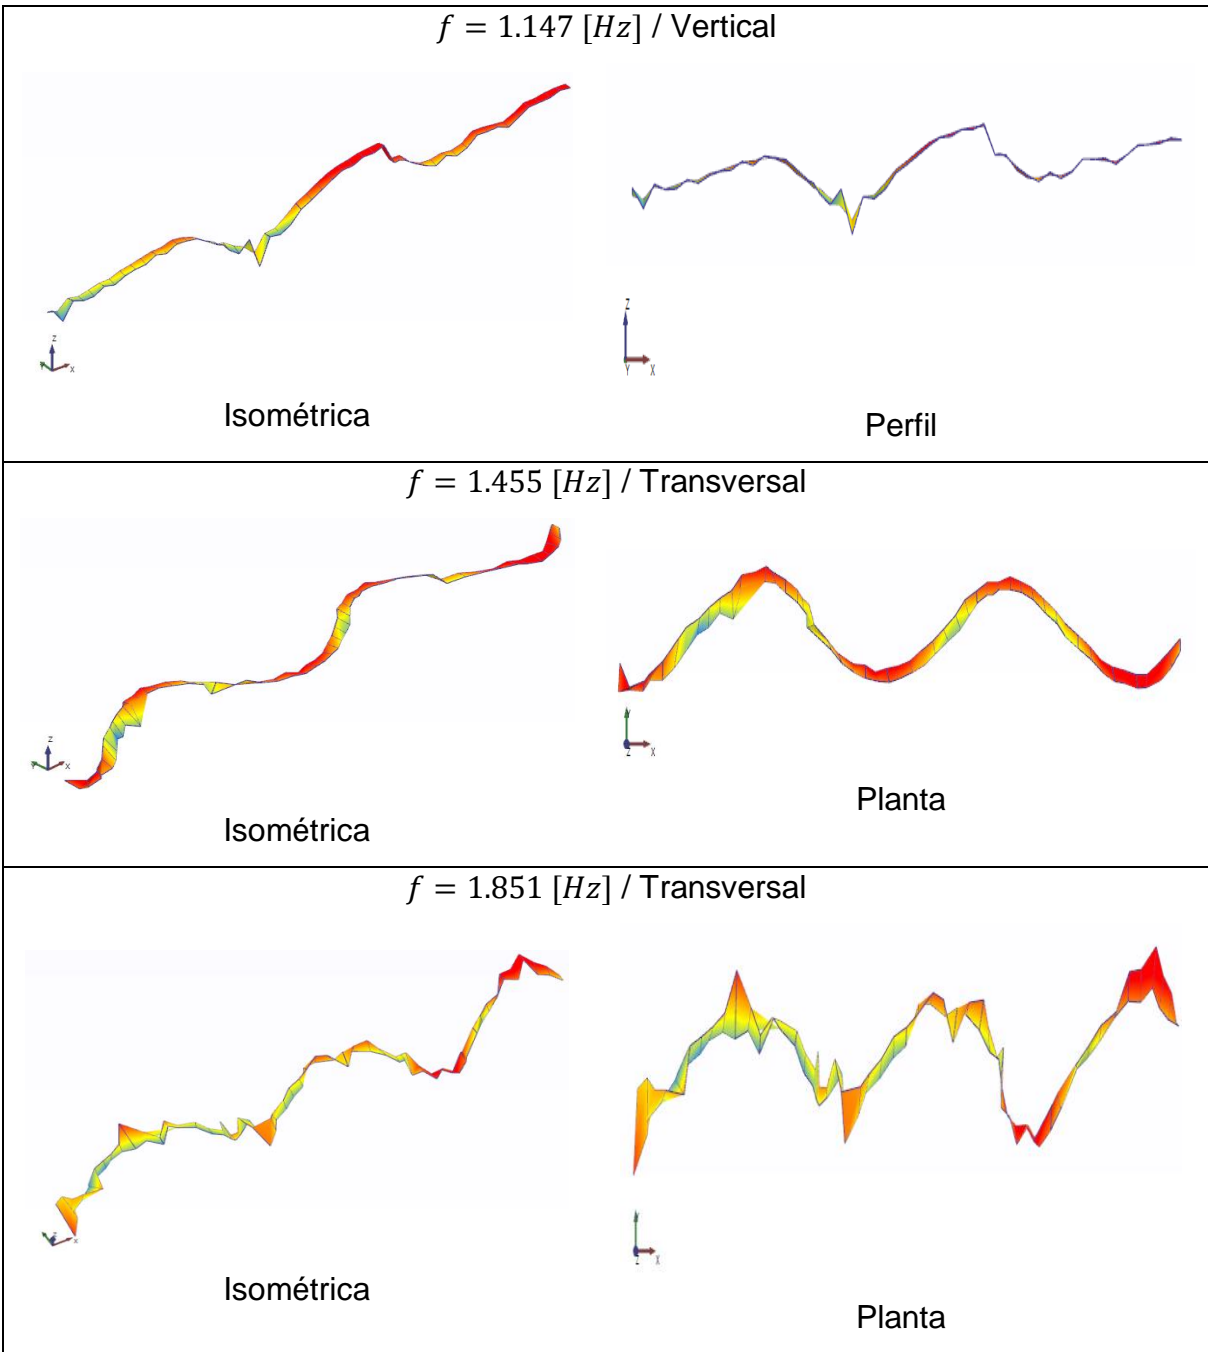 f = 1.147 [Hz] / Vertical
Z
Y X
Z
Y X
Isométrica
Perfil
f = 1.455 [Hz] / Transversal
Z
Y X
Y
Z X
Planta
Isométrica
f = 1.851 [Hz] / Transversal
Z
X
Y
Z X
Isométrica
Planta